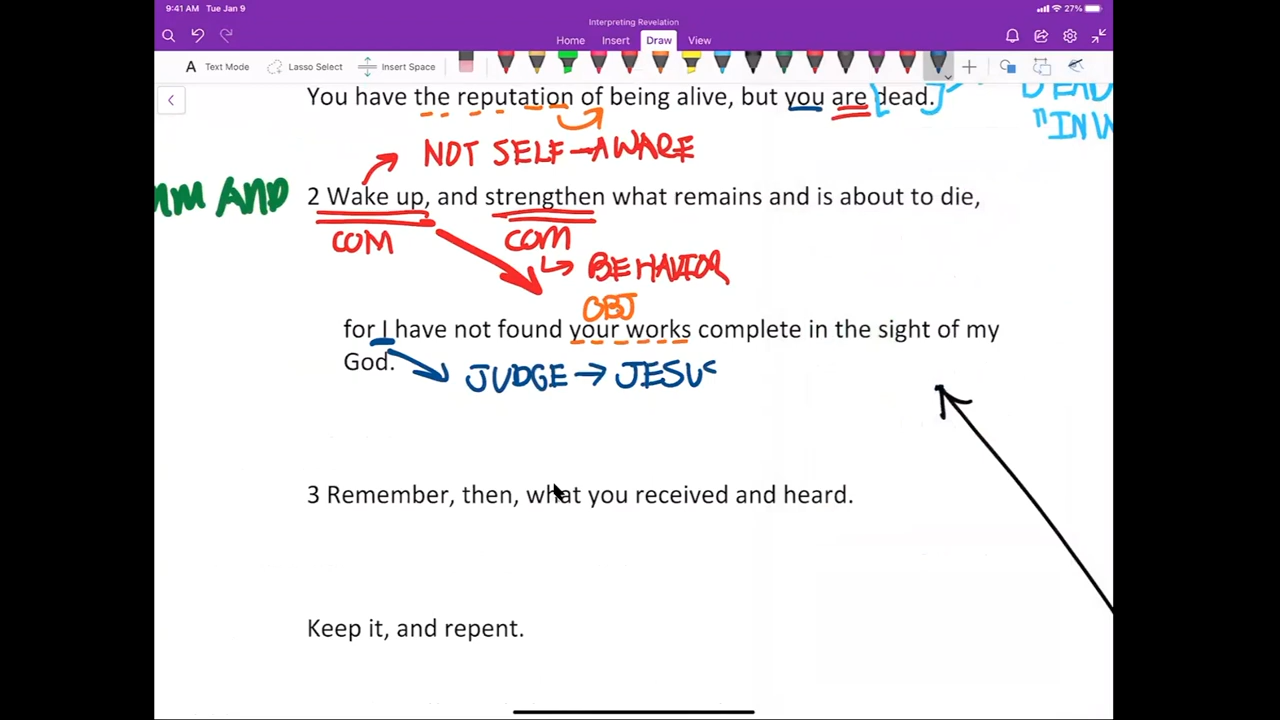 9:41 AM Tue Jan 9
27%
Interpreting Revelation
Home Insert Draw View
A Text Mode Lasso Select Insert Space
You have the reputation of being alive, but you are dead.
"IN
NOT SELF-AWARE
2 Wake up, and strengthen what remains and is about to die,
COM COM
BEHAVIOR
OBJ
for I have not found your works complete in the sight of my
God.
JUDGE → JESUS
3 Remember, then, what you received and heard.
Keep it, and repent.